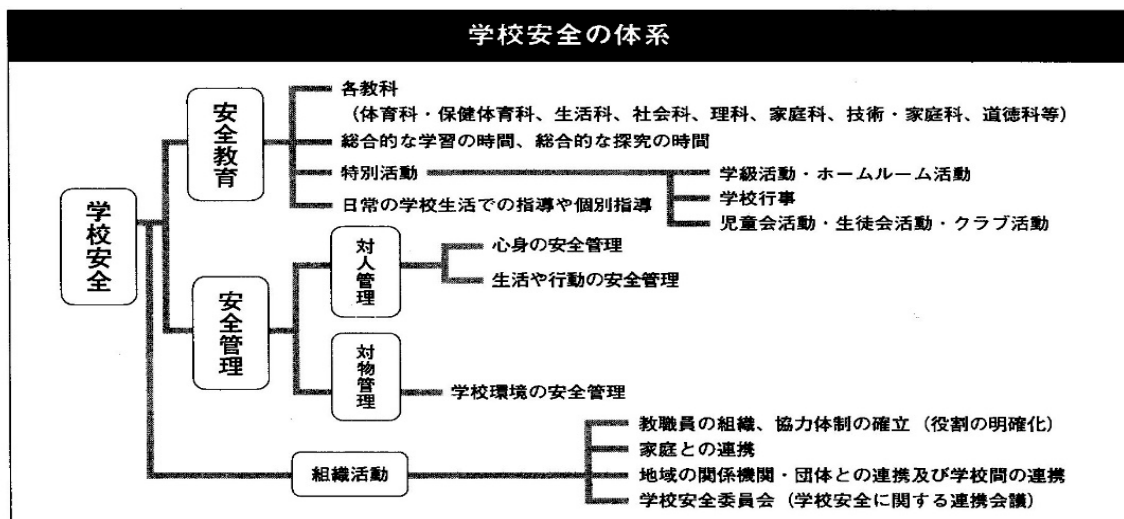 学校安全の体系
学校安全
安全教育
各教科
（体育科・保健体育科、生活科、社会科、理科、家庭科、技術・家庭科、道徳科等）
総合的な学習の時間、総合的な探究の時間
特別活動
学級活動・ホームルーム活動
学校行事
児童会活動・生徒会活動・クラブ活動
日常の学校生活での指導や個別指導
安全管理
対人管理
心身の安全管理
生活や行動の安全管理
対物管理
学校環境の安全管理
組織活動
教職員の組織、協力体制の確立（役割の明確化）
家庭との連携
地域の関係機関・団体との連携及び学校間の連携
学校安全委員会（学校安全に関する連携会議）